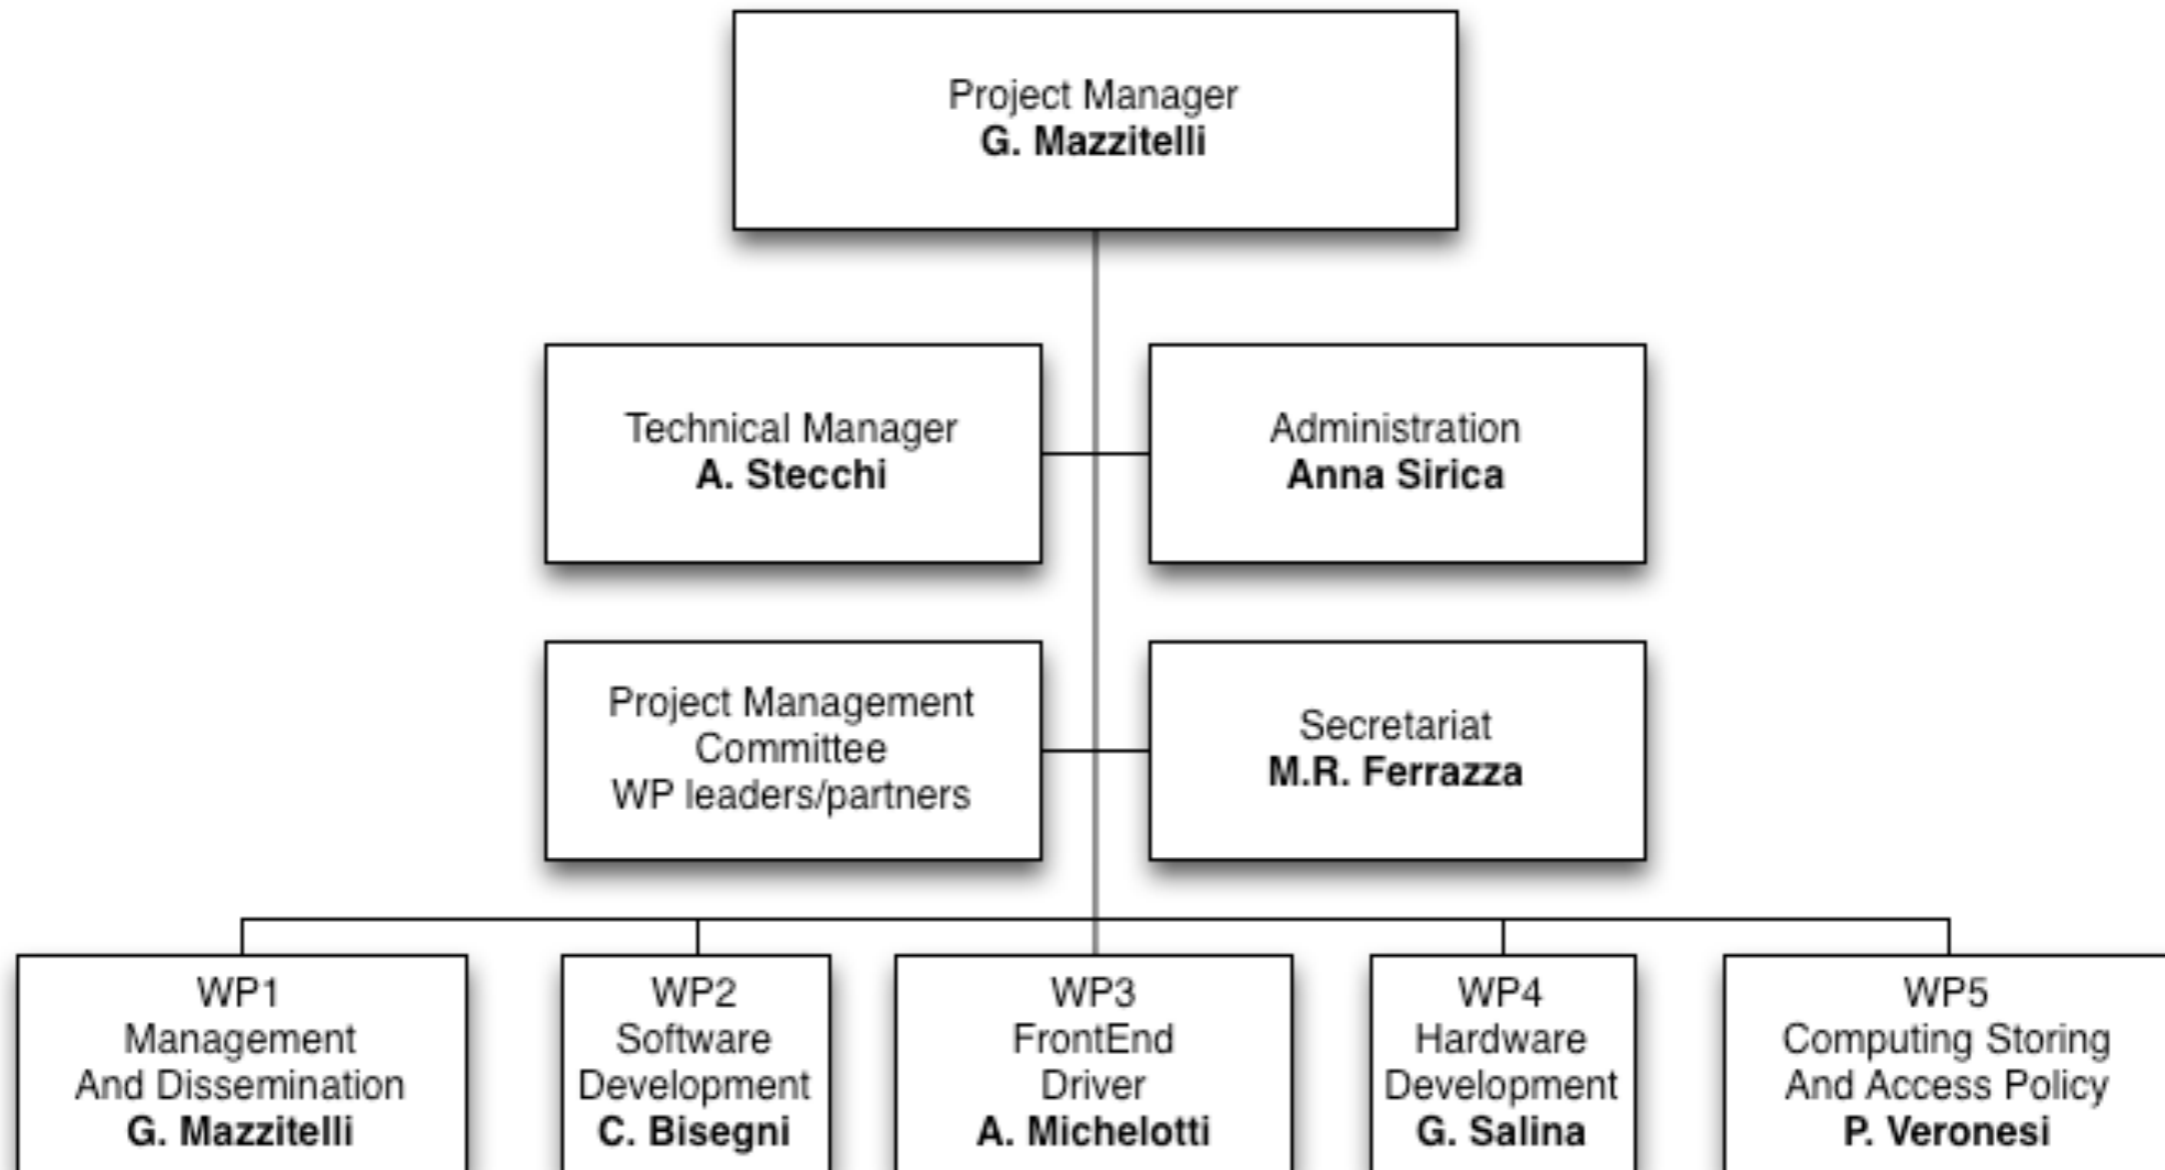 Project Manager
G. Mazzitelli
Technical Manager
A. Stecchi
Administration
Anna Sirica
Project Management
Committee
WP leaders/partners
Secretariat
M.R. Ferrazza
WP1
Management
And Dissemination
G. Mazzitelli
WP2
Software
Development
C. Bisegni
WP3
FrontEnd
Driver
A. Michelotti
WP4
Hardware
Development
G. Salina
WP5
Computing Storing
And Access Policy
P. Veronesi